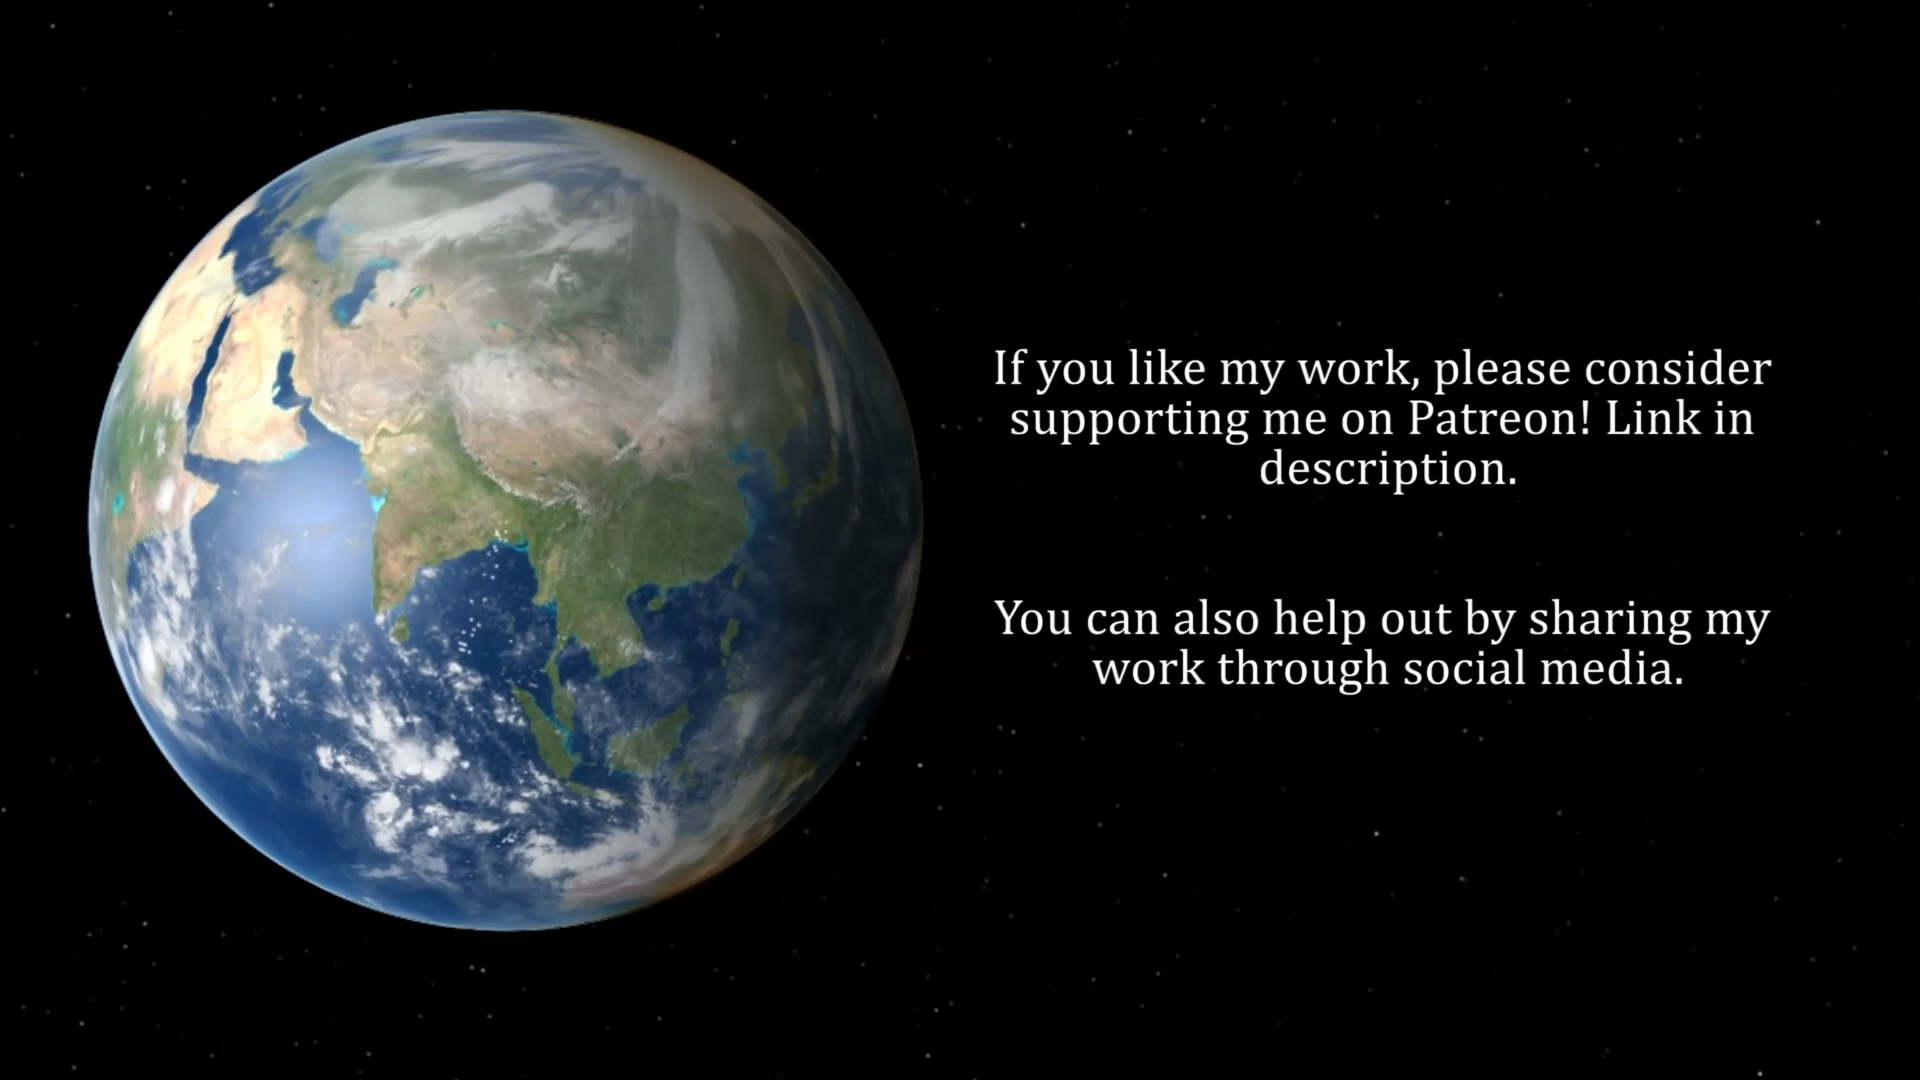 If you like my work, please consider
supporting me on Patreon! Link in
description.
You can also help out by sharing my
work through social media.